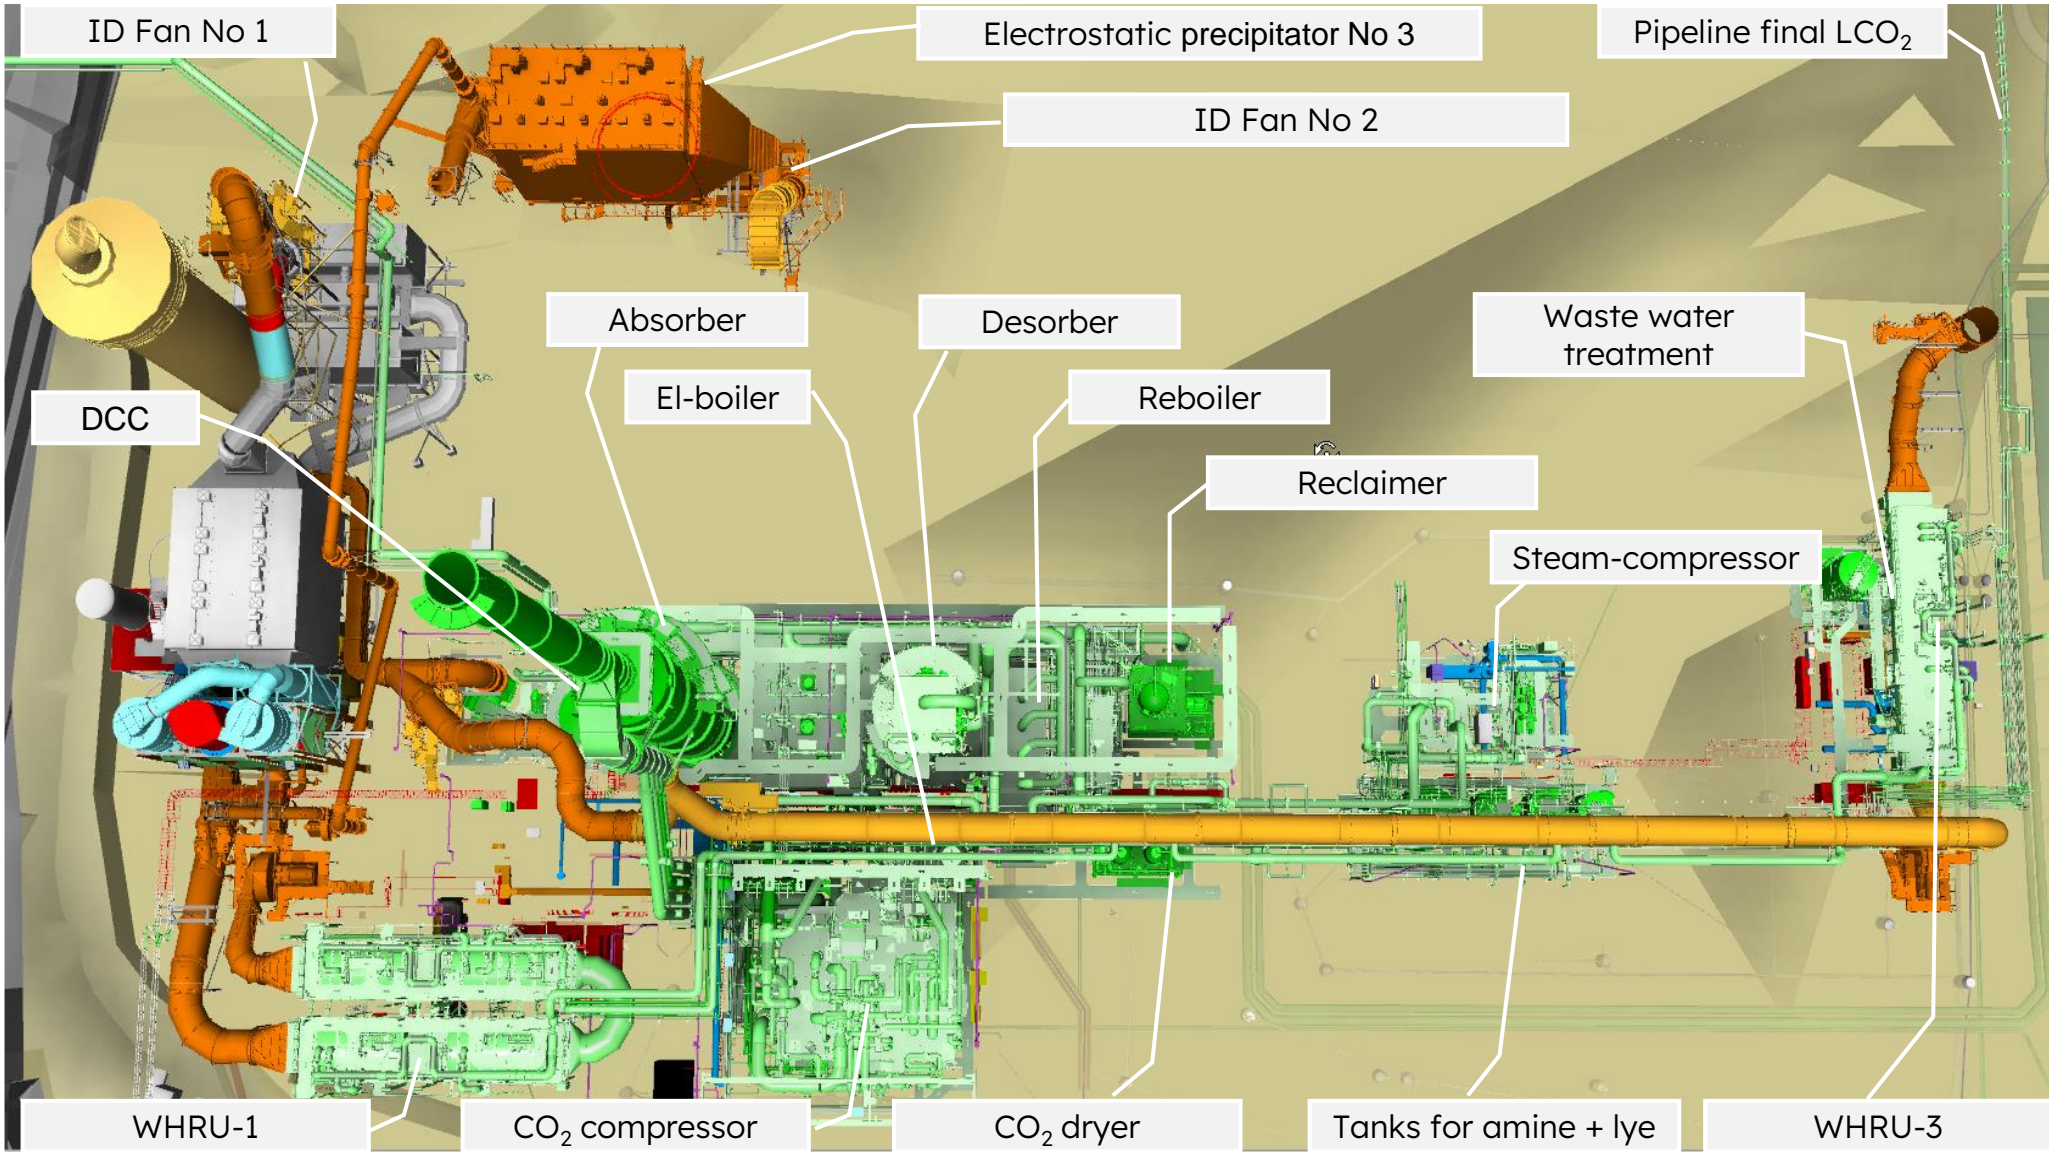 ID Fan No 1
Electrostatic precipitator No 3
Pipeline final LCO₂
ID Fan No 2
Absorber
Desorber
Waste water
treatment
El-boiler
Reboiler
DCC
Reclaimer
Steam-compressor
WHRU-1
CO₂ compressor
CO₂ dryer
Tanks for amine + lye
WHRU-3